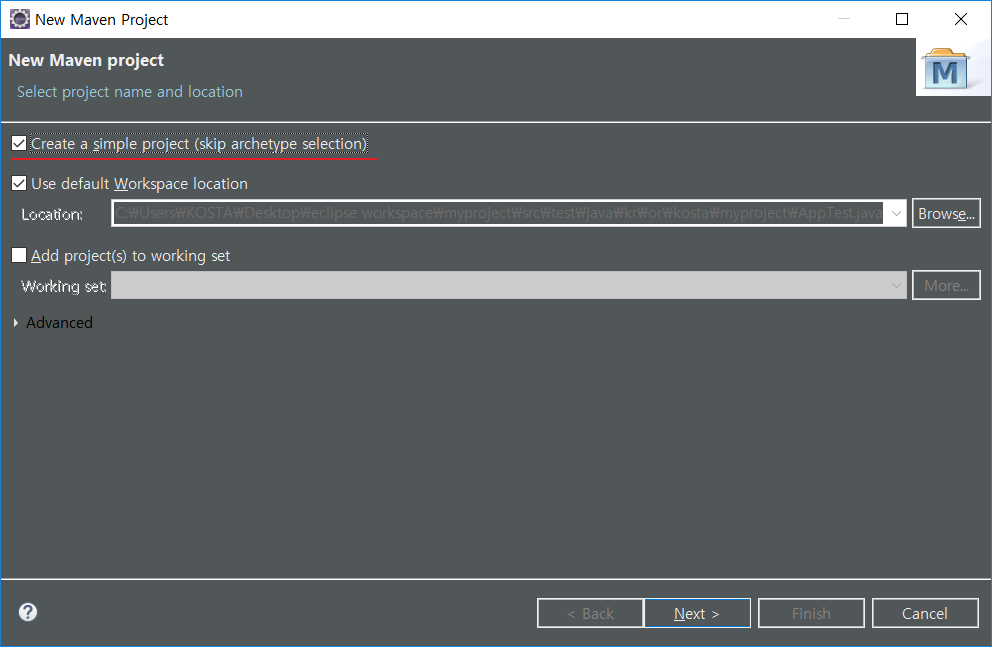 New Maven Project
New Maven project
M
Select project name and location
Create a simple project (skip archetype selection)
Use default Workspace location
Location: C:₩Users₩KOSTA₩Desktop₩eclipse workspace₩myproject₩src₩test₩java₩kr₩or₩kosta₩myproject₩AppTest.java Browse...
Add project(s) to working set
Working set: More...
Advanced
? < Back Next > Finish Cancel